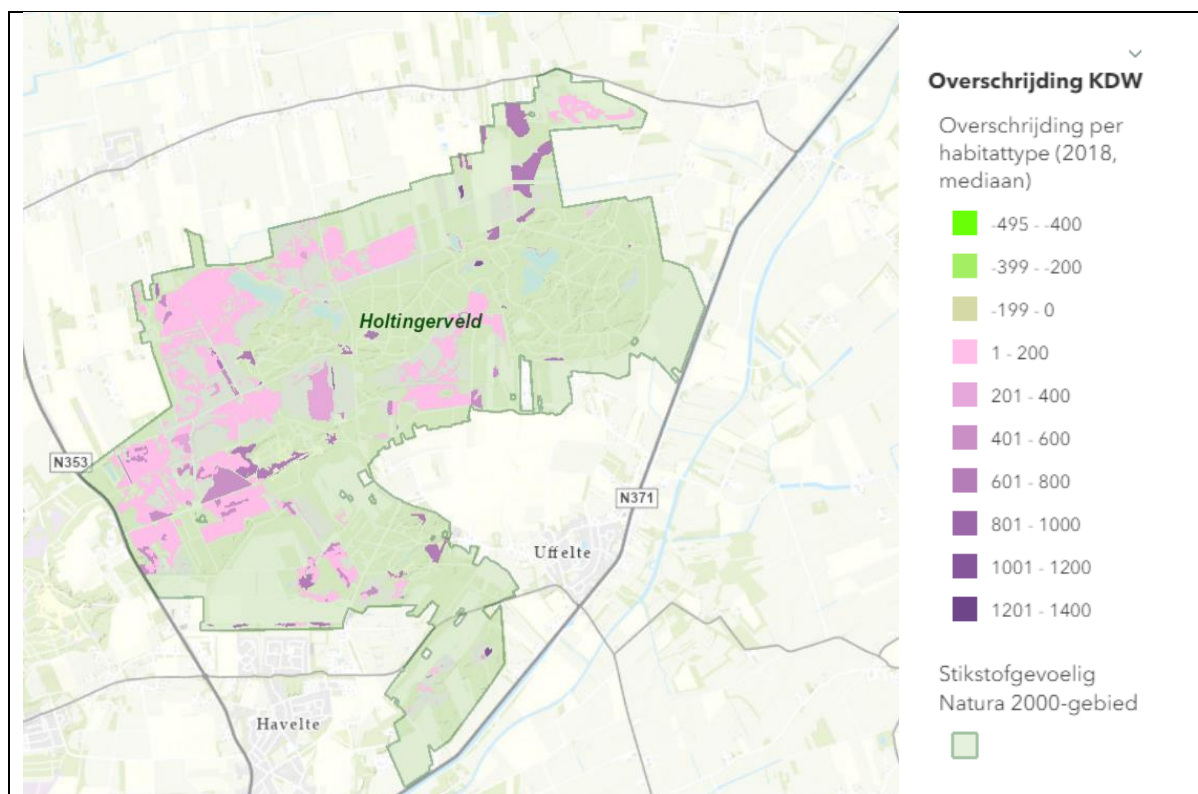 Holtingerveld
N353
N371
Uffelte
Havelte
Overschrijding KDW
Overschrijding per
habitattype (2018,
mediaan)
-495 - -400
-399 - -200
-199 - 0
1 - 200
201 - 400
401 - 600
601 - 800
801 - 1000
1001 - 1200
1201 - 1400
Stikstofgevoelig
Natura 2000-gebied